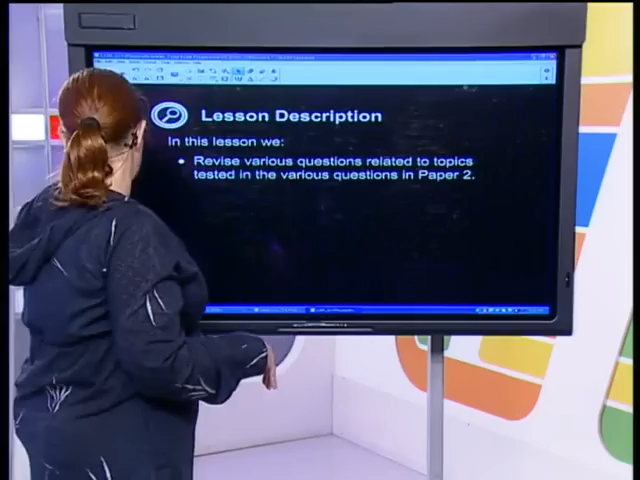 Lesson Description
In this lesson we:
• Revise various questions related to topics
tested in the various questions in Paper 2.